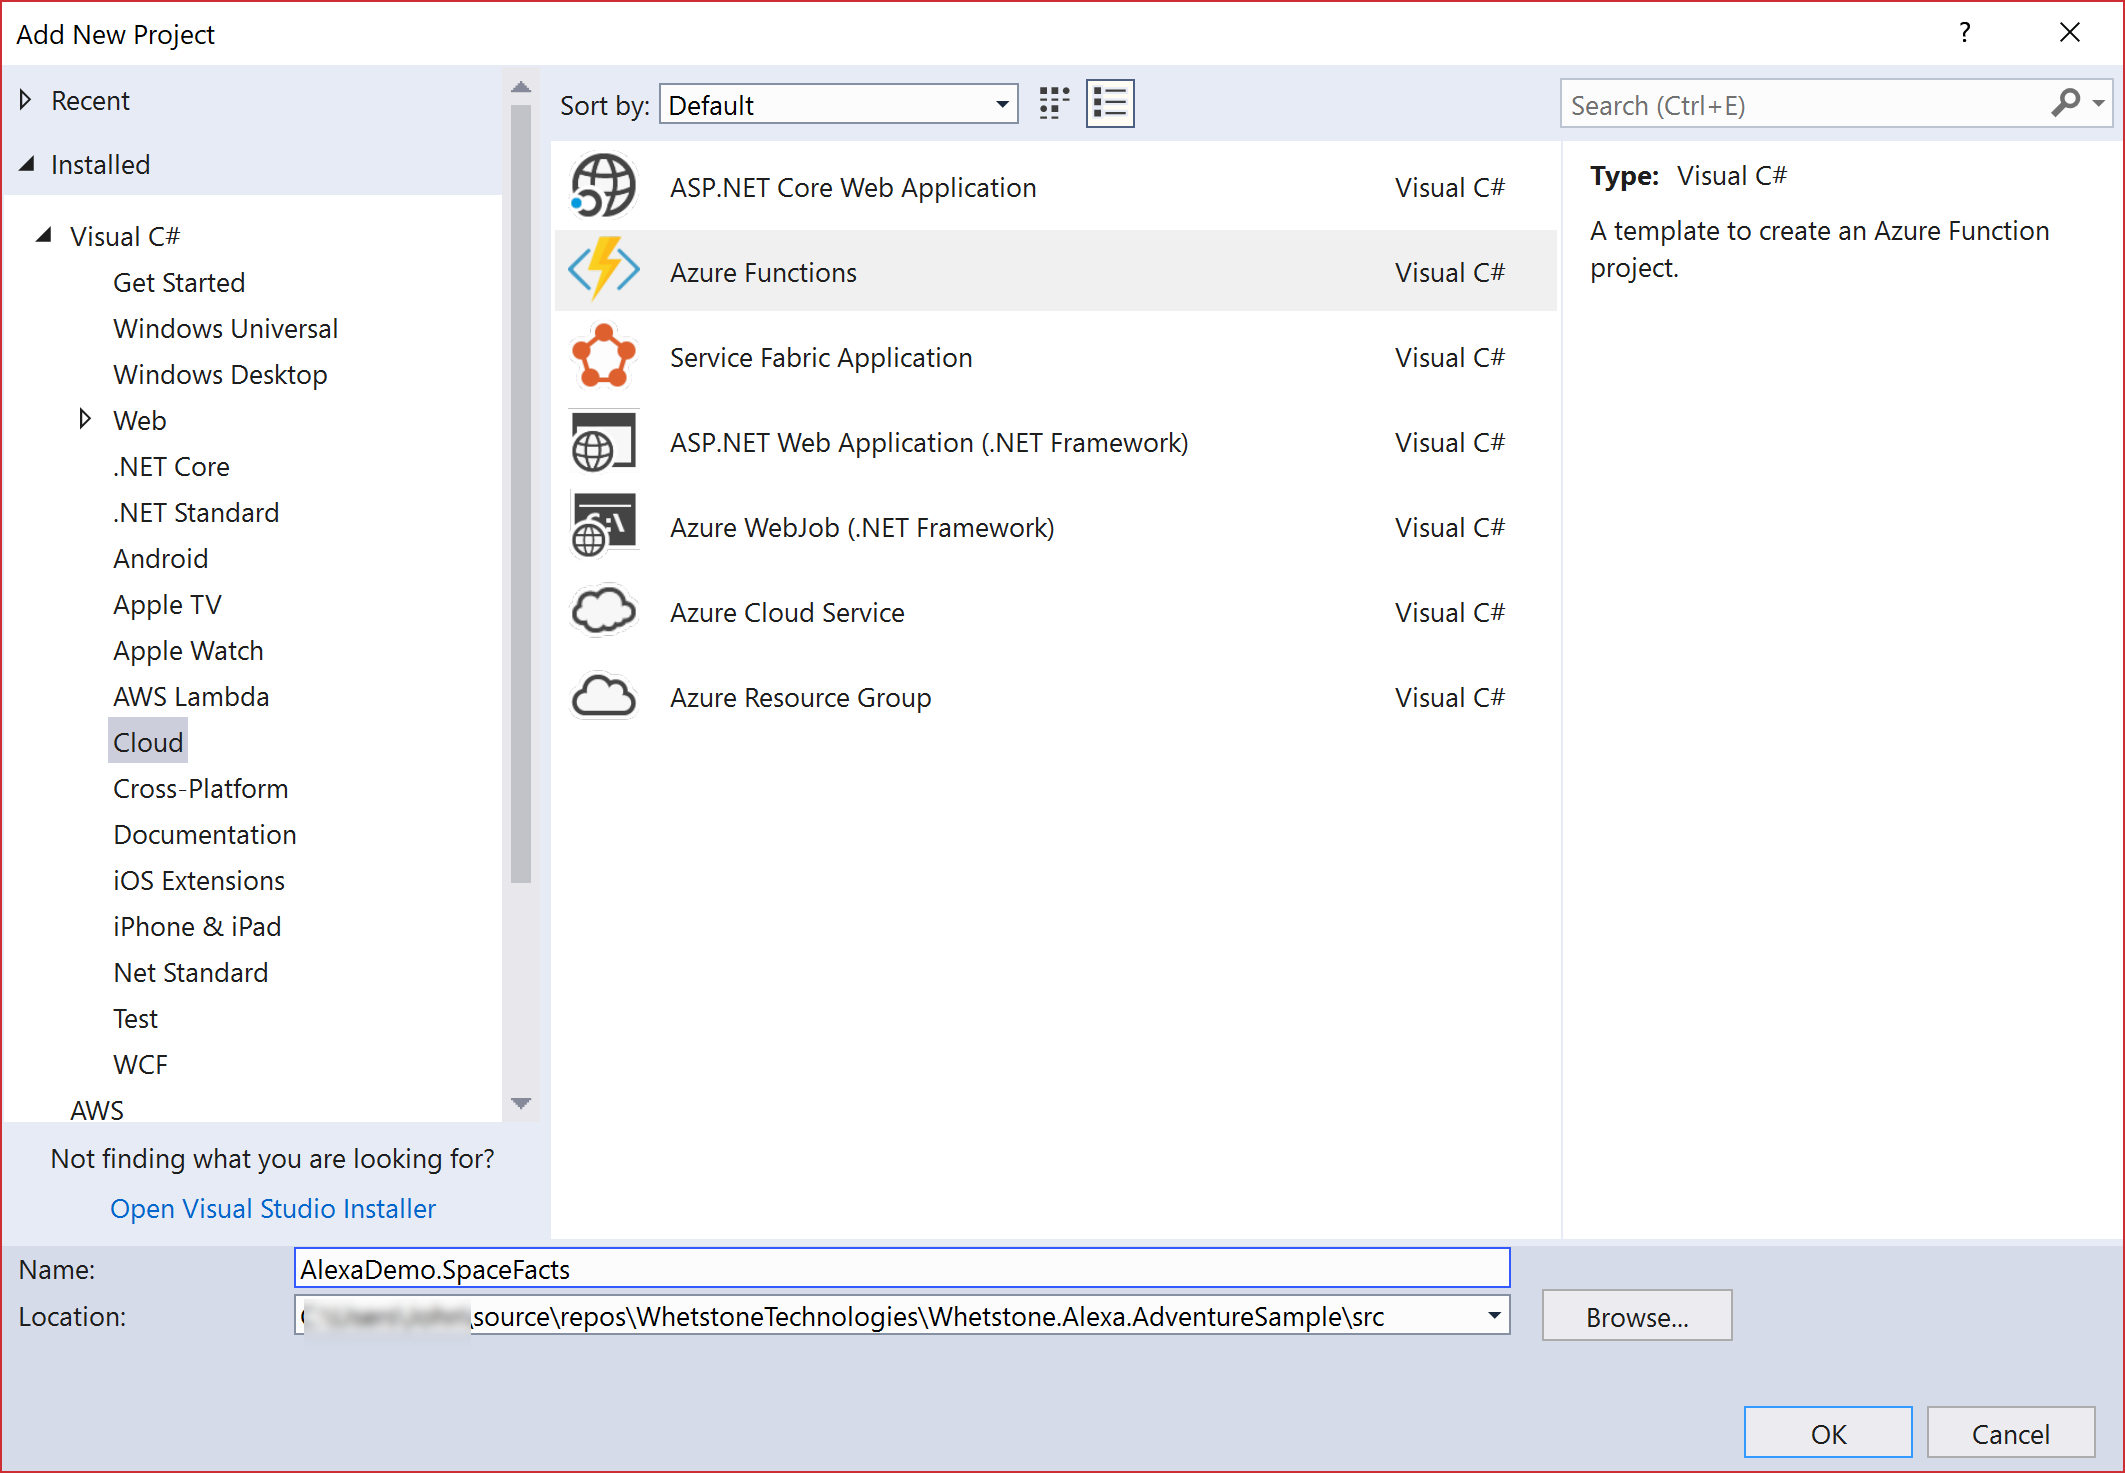 Add New Project
?
Recent
Installed
Visual C#
Get Started
Windows Universal
Windows Desktop
Web
.NET Core
.NET Standard
Android
Apple TV
Apple Watch
AWS Lambda
Cloud
Cross-Platform
Documentation
iOS Extensions
iPhone & iPad
Net Standard
Test
WCF
AWS
Not finding what you are looking for?
Open Visual Studio Installer
Sort by: Default
Search (Ctrl+E)
ASP.NET Core Web Application Visual C#
Azure Functions Visual C#
Service Fabric Application Visual C#
ASP.NET Web Application (.NET Framework) Visual C#
Azure WebJob (.NET Framework) Visual C#
Azure Cloud Service Visual C#
Azure Resource Group Visual C#
Type: Visual C#
A template to create an Azure Function
project.
Name: AlexaDemo.SpaceFacts
Location: \source\repos\WhetstoneTechnologies\Whetstone.Alexa.AdventureSample\src
Browse...
OK Cancel